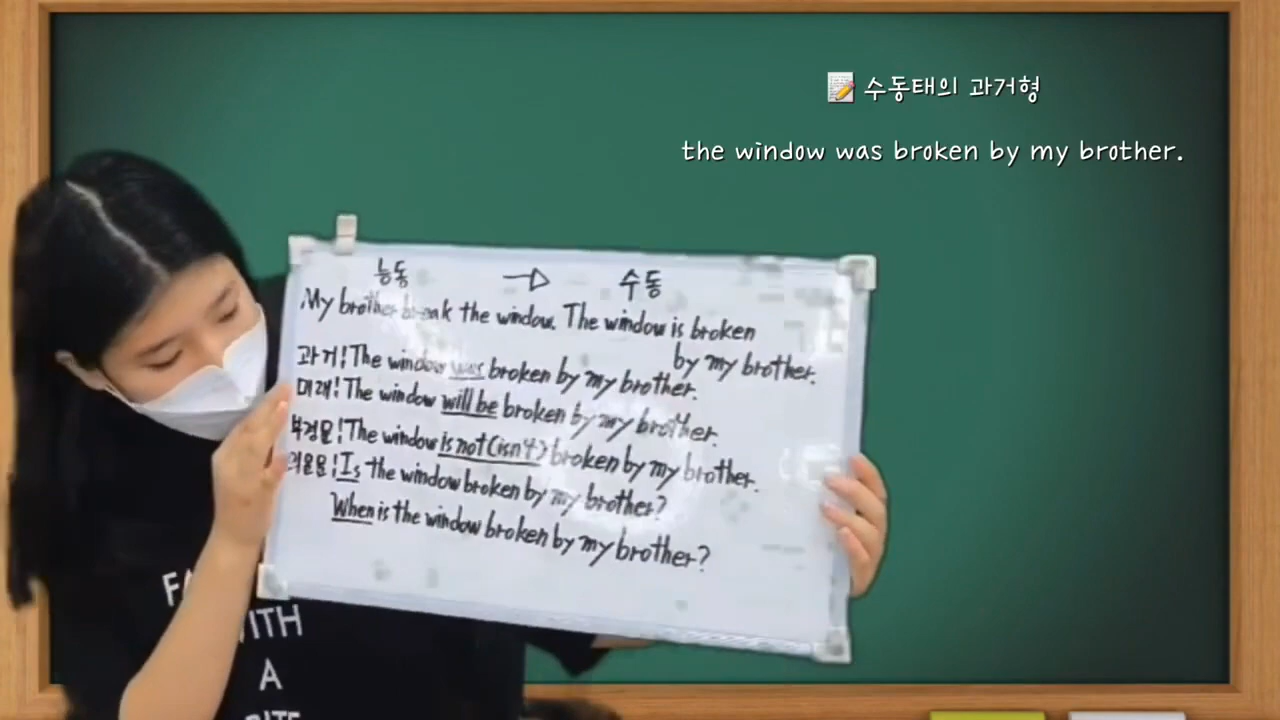 📝 수동태의 과거형
the window was broken by my brother.
능동 → 수동
My brother break the window. The window is broken
by my brother.
과거! The window was broken by my brother.
미래! The window will be broken by my brother.
부정문! The window is not (isn't) broken by my brother.
의문문! Is the window broken by my brother?
When is the window broken by my brother?
WITH
A